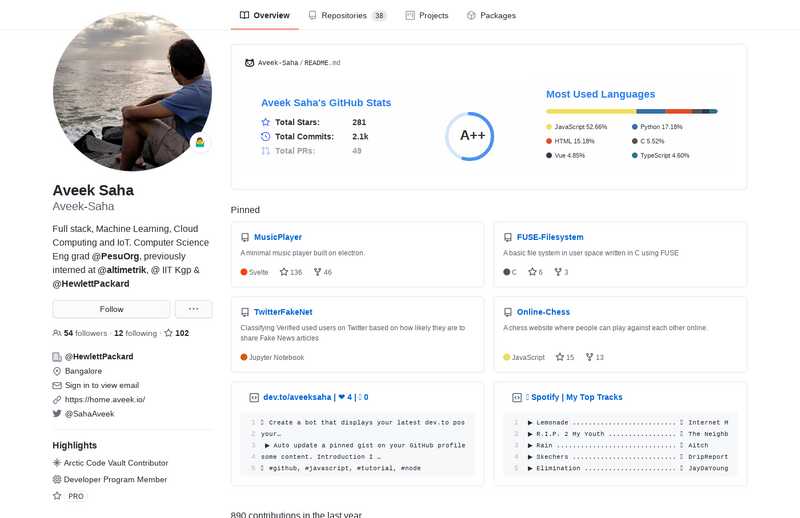 Overview
Repositories 38
Projects
Packages
Aveek Saha
Aveek-Saha
Full stack, Machine Learning, Cloud
Computing and IoT. Computer Science
Eng grad @PesuOrg, previously
interned at @altimetrik, @ IIT Kgp &
@HewlettPackard
Follow
54 followers · 12 following · 102
@HewlettPackard
Bangalore
Sign in to view email
https://home.aveek.io/
@SahaAveek
Highlights
Arctic Code Vault Contributor
Developer Program Member
PRO
Aveek-Saha / README.md
Aveek Saha's GitHub Stats
Total Stars: 281
Total Commits: 2.1k
Total PRs: 49
A++
Most Used Languages
JavaScript 52.66%
Python 17.18%
HTML 15.18%
C 5.52%
Vue 4.85%
TypeScript 4.60%
Pinned
MusicPlayer
A minimal music player built on electron.
Svelte 136 46
FUSE-Filesystem
A basic file system in user space written in C using FUSE
C 6 3
TwitterFakeNet
Classifying Verified used users on Twitter based on how likely they are to
share Fake News articles
Jupyter Notebook
Online-Chess
A chess website where people can play against each other online.
JavaScript 15 13
dev.to/aveeksaha | ❤ 4 | 0
1 Create a bot that displays your latest dev.to pos
2 your…
3 ▶ Auto update a pinned gist on your GitHub profile
4 some content. Introduction I …
5 #github, #javascript, #tutorial, #node
Spotify | My Top Tracks
1 ▶ Lemonade .......................... Internet M
2 ▶ R.I.P. 2 My Youth ................. The Neighb
3 ▶ Rain .............................. Aitch
4 ▶ Skechers .......................... DripReport
5 ▶ Elimination ....................... JayDaYoung
890 contributions in the last year